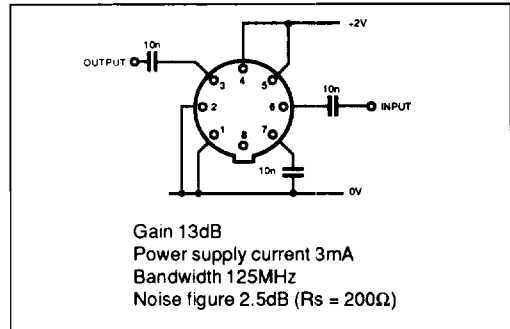 +2V
10n
OUTPUT
4
3
5
10n
2
6
INPUT
1
7
8
10n
0V
Gain 13dB
Power supply current 3mA
Bandwidth 125MHz
Noise figure 2.5dB (Rs = 200Ω)